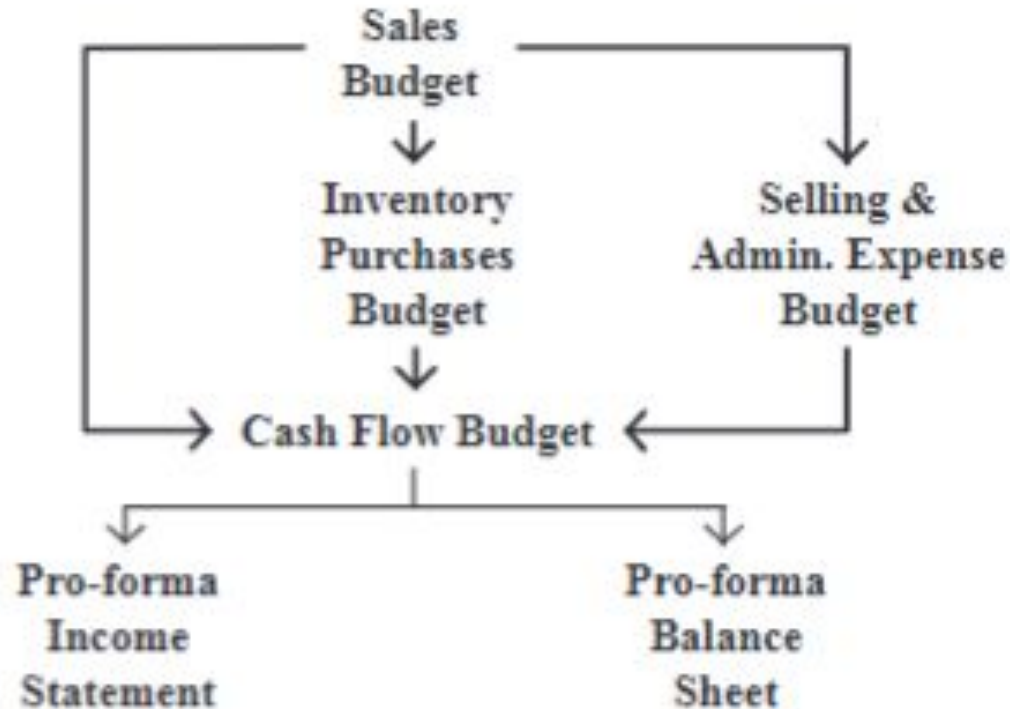 Sales
Budget
Inventory
Purchases
Budget
Selling &
Admin. Expense
Budget
Cash Flow Budget
Pro-forma
Income
Statement
Pro-forma
Balance
Sheet